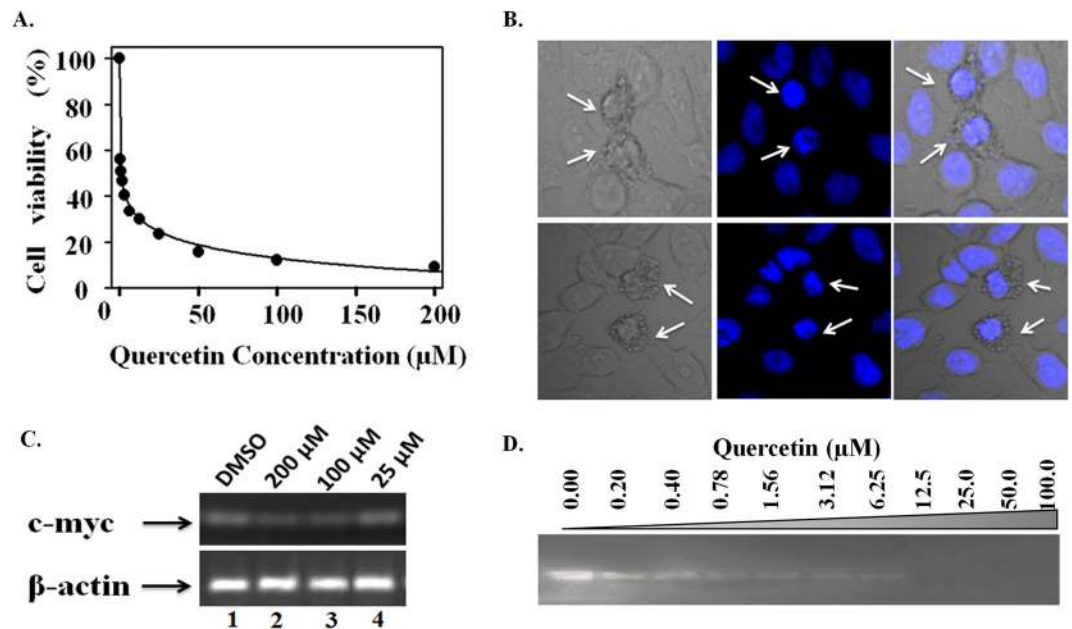 A.
Cell viability (%)
100
80
60
40
20
0
0 50 100 150 200
Quercetin Concentration (µM)
B.
C.
DMSO
200 µM
100 µM
25 µM
c-myc
β-actin
1 2 3 4
D.
Quercetin (µM)
0.00
0.20
0.40
0.78
1.56
3.12
6.25
12.5
25.0
50.0
100.0